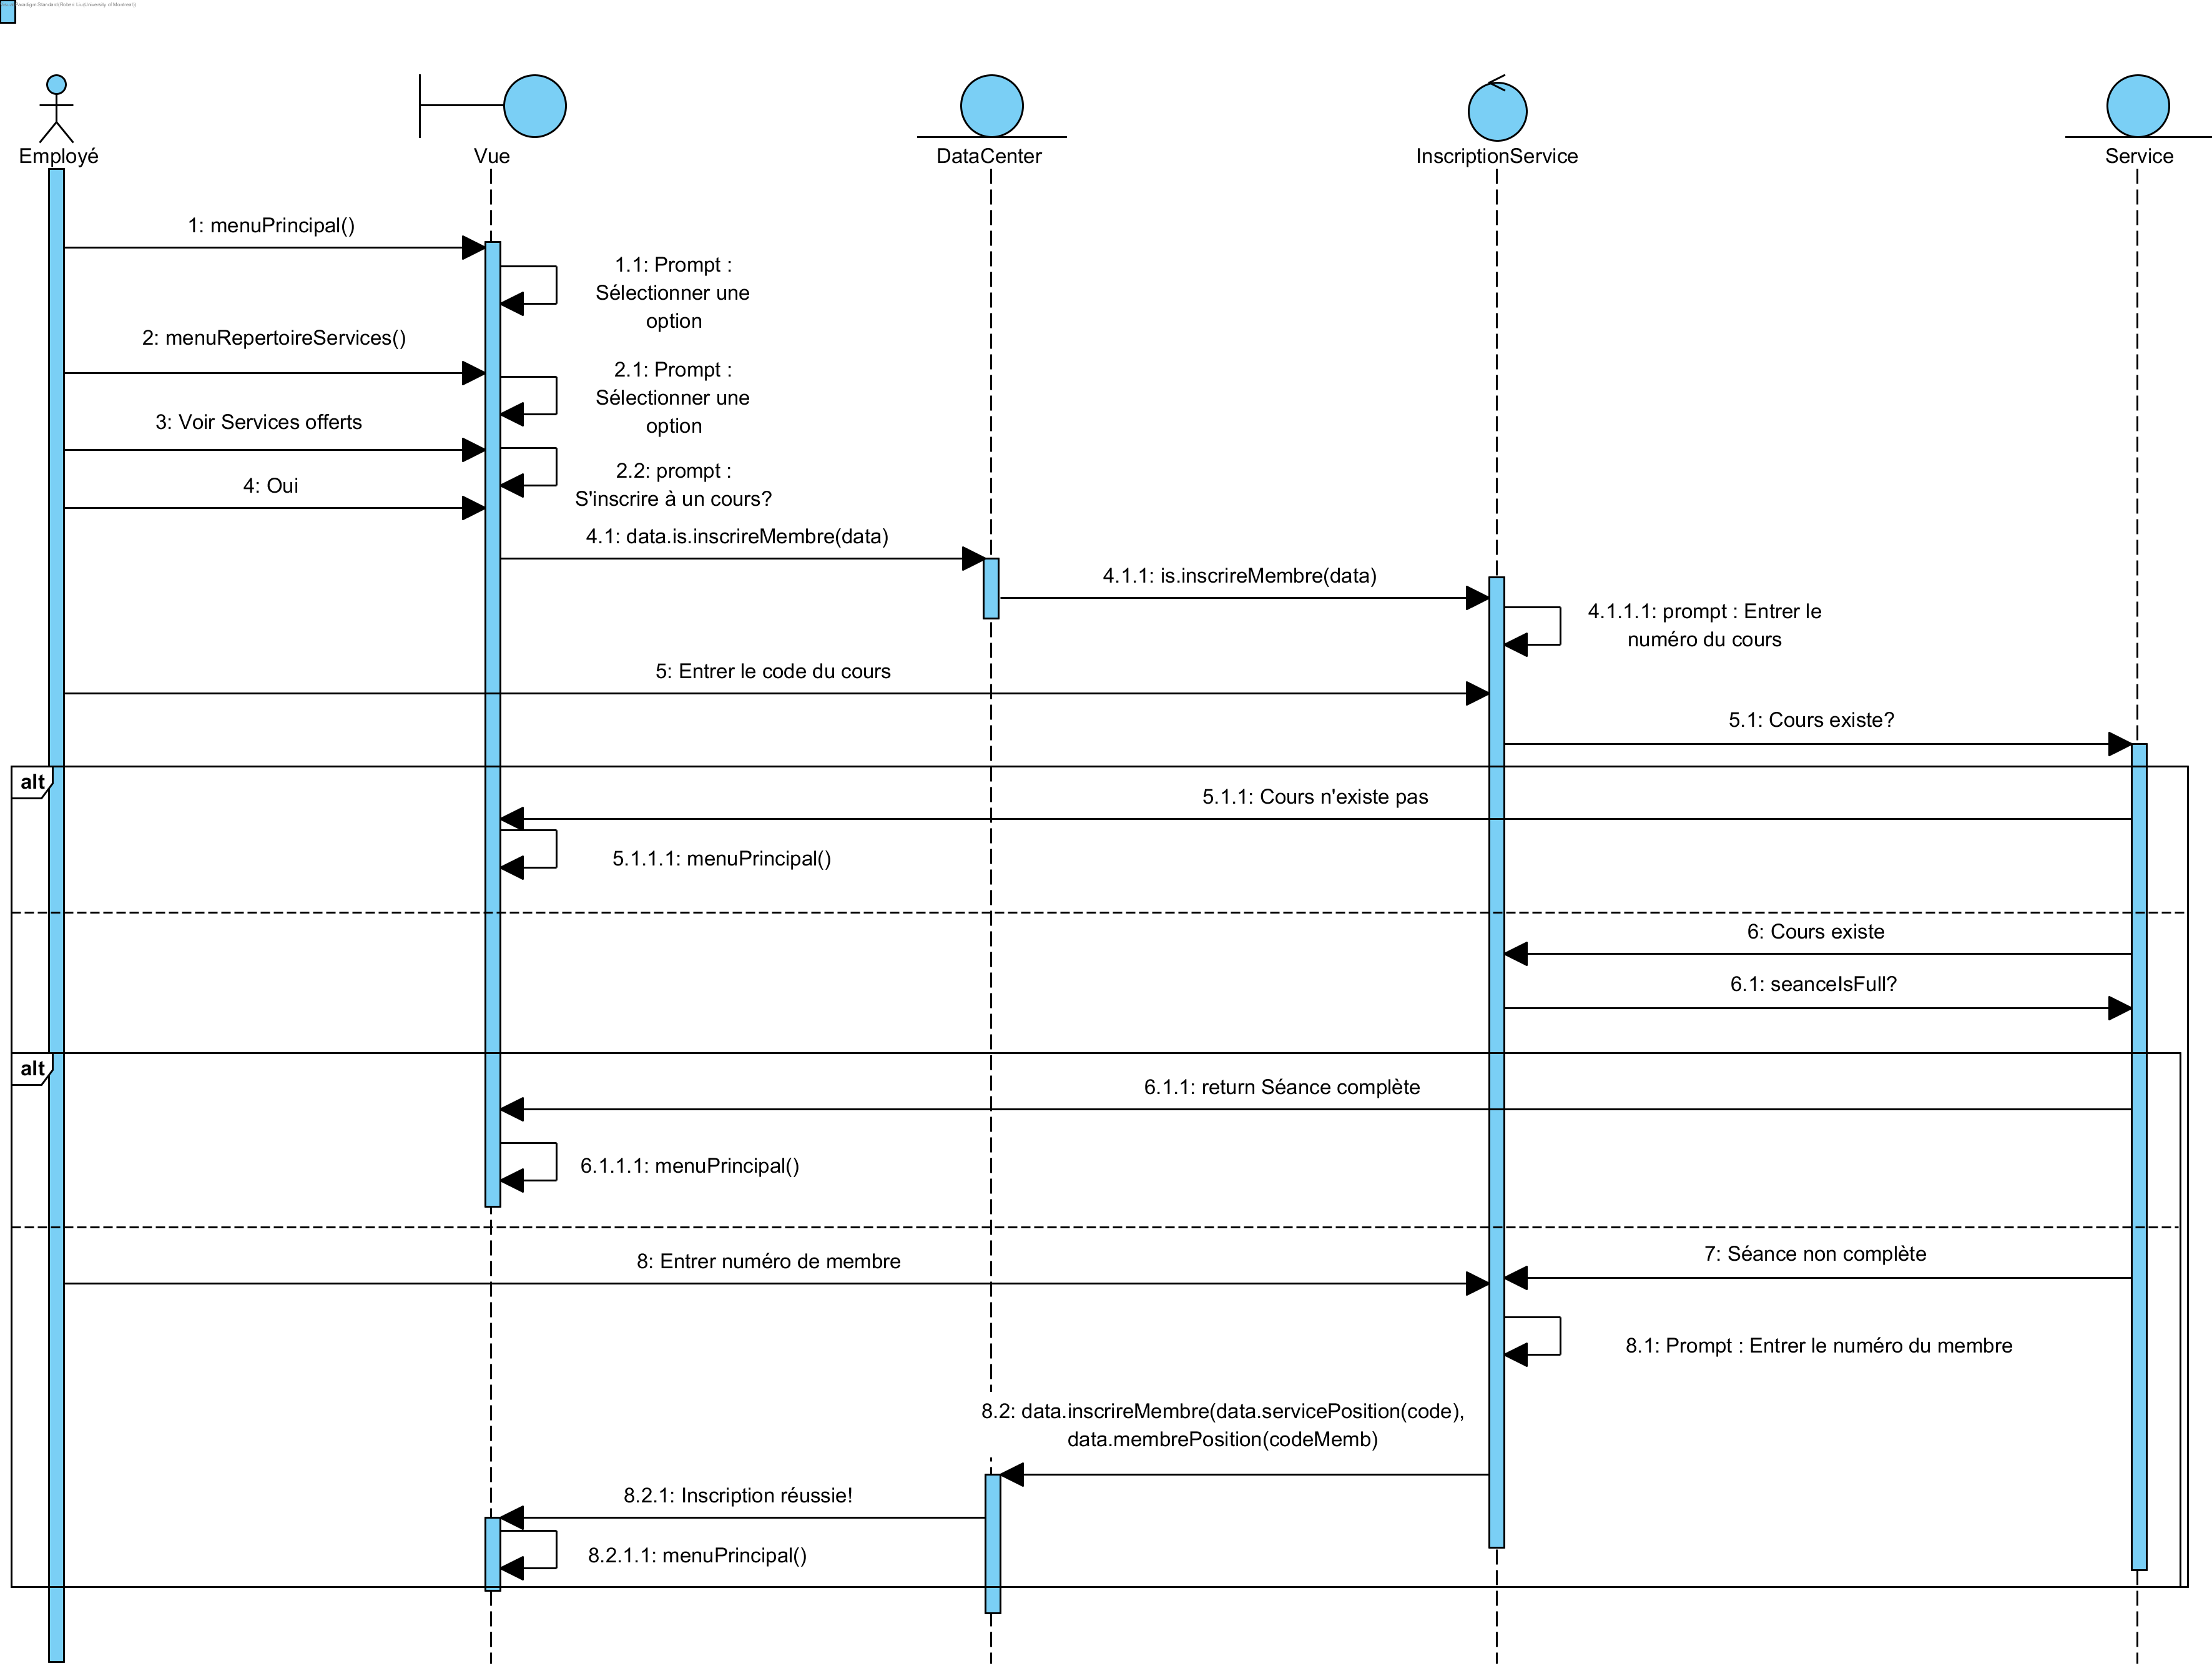 Visual Paradigm Standard(Robert Liu(University of Montreal))
Employé
Vue
DataCenter
InscriptionService
Service
1: menuPrincipal()
1.1: Prompt :
Sélectionner une
option
2: menuRepertoireServices()
2.1: Prompt :
Sélectionner une
option
3: Voir Services offerts
2.2: prompt :
S'inscrire à un cours?
4: Oui
4.1: data.is.inscrireMembre(data)
4.1.1: is.inscrireMembre(data)
4.1.1.1: prompt : Entrer le
numéro du cours
5: Entrer le code du cours
5.1: Cours existe?
alt
5.1.1: Cours n'existe pas
5.1.1.1: menuPrincipal()
6: Cours existe
6.1: seanceIsFull?
alt
6.1.1: return Séance complète
6.1.1.1: menuPrincipal()
7: Séance non complète
8: Entrer numéro de membre
8.1: Prompt : Entrer le numéro du membre
8.2: data.inscrireMembre(data.servicePosition(code),
data.membrePosition(codeMemb)
8.2.1: Inscription réussie!
8.2.1.1: menuPrincipal()